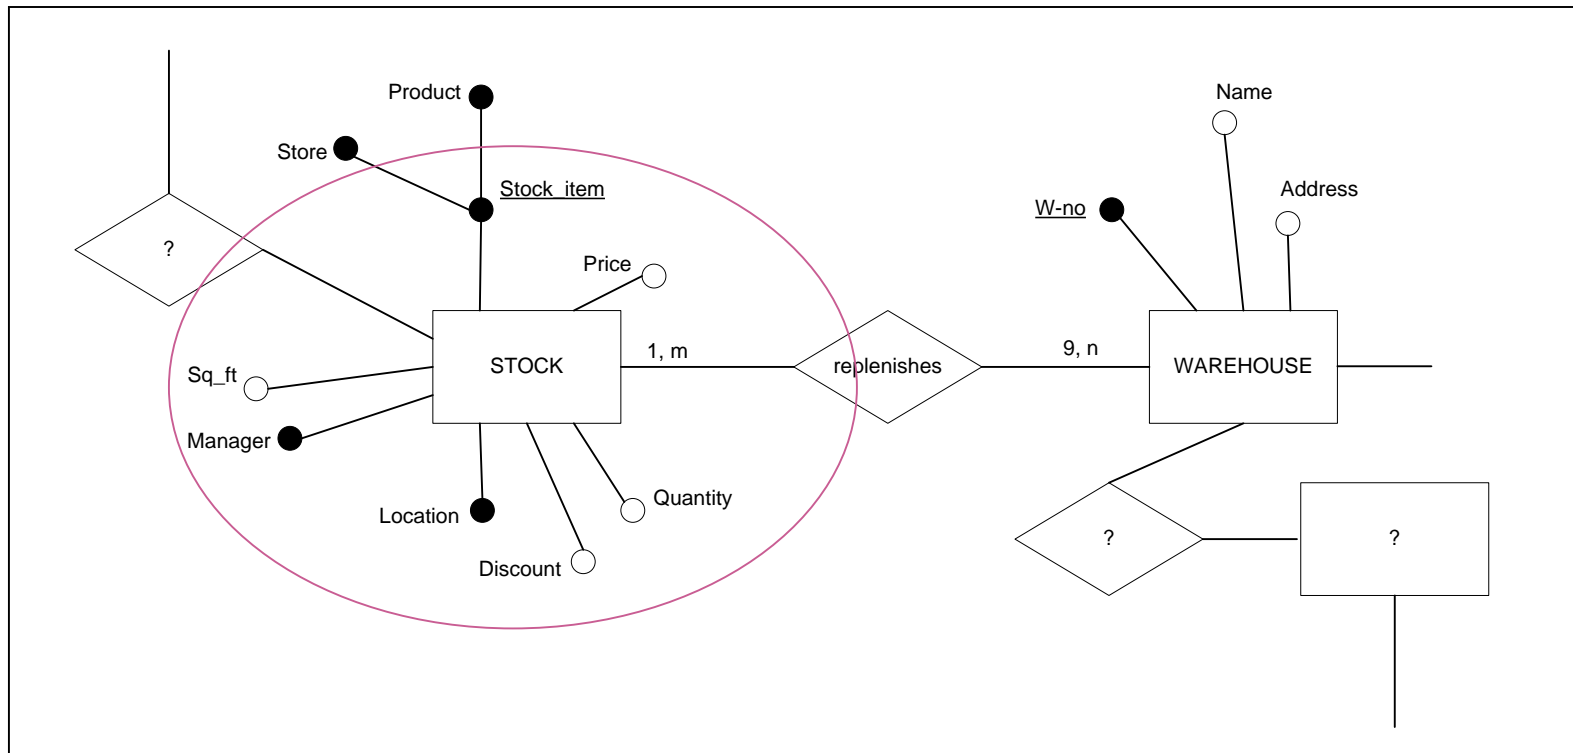 Product
Name
Store
Stock_item
Address
W-no
?
Price
1, m
9, n
STOCK
replenishes
WAREHOUSE
Sq_ft
Manager
Quantity
Location
Discount
?
?